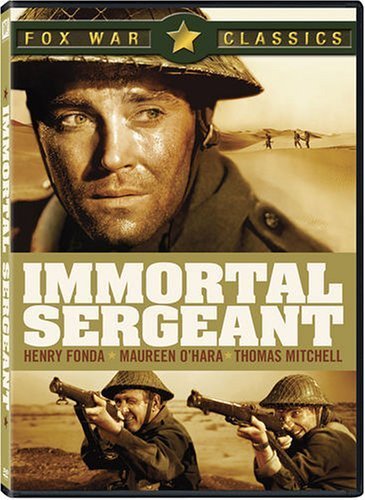 FOX WAR CLASSICS
IMMORTAL
SERGEANT
HENRY FONDA ★ MAUREEN O'HARA ★ THOMAS MITCHELL
IMMORTAL SERGEANT